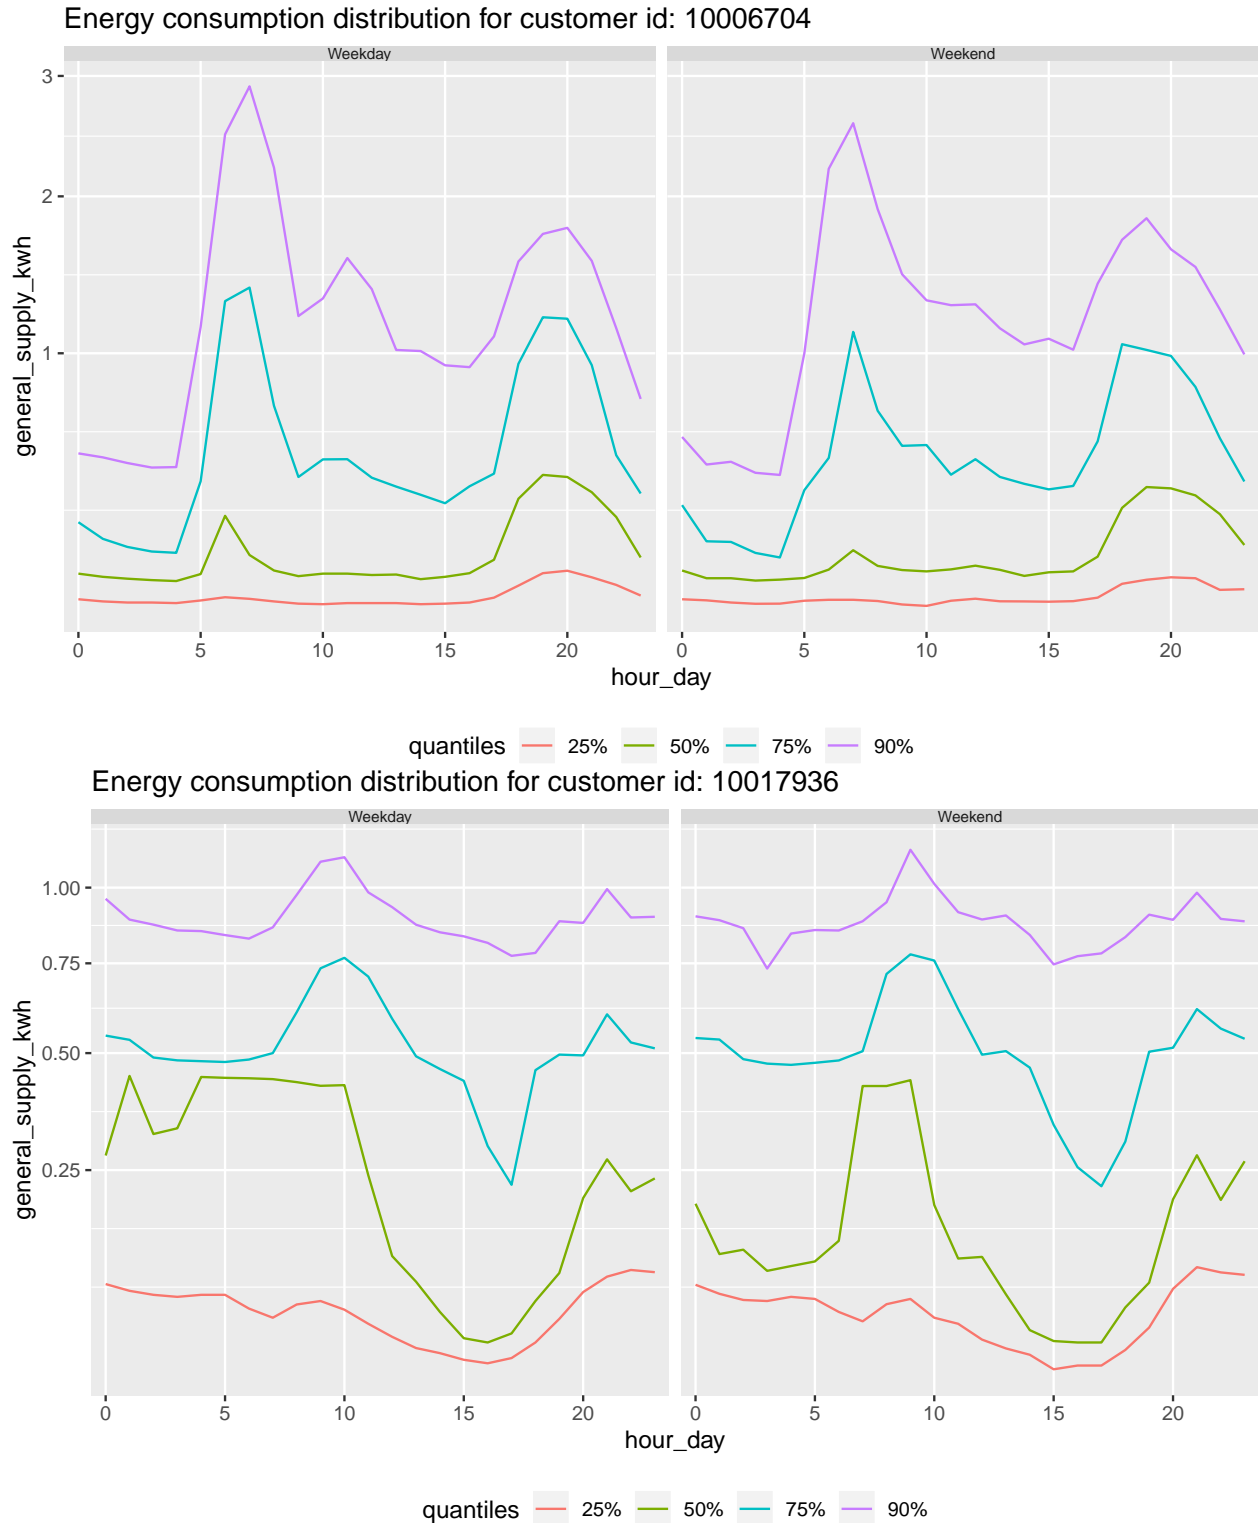 Energy consumption distribution for customer id: 10006704
Weekday Weekend
3
2
1
general_supply_kwh
0 5 10 15 20 0 5 10 15 20
hour_day
quantiles 25% 50% 75% 90%
Energy consumption distribution for customer id: 10017936
Weekday Weekend
1.00
0.75
0.50
0.25
general_supply_kwh
0 5 10 15 20 0 5 10 15 20
hour_day
quantiles 25% 50% 75% 90%